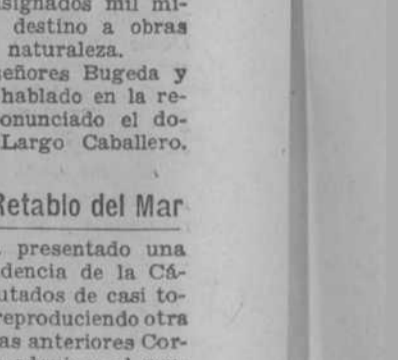 signados mil mi-
destino a obras
naturaleza.
señores Bugeda y
hablado en la re-
onunciado el do-
Largo Caballero.
Retablo del Mar
presentado una
dencia de la Cá-
utados de casi to-
reproduciendo otra
as anteriores Cor-